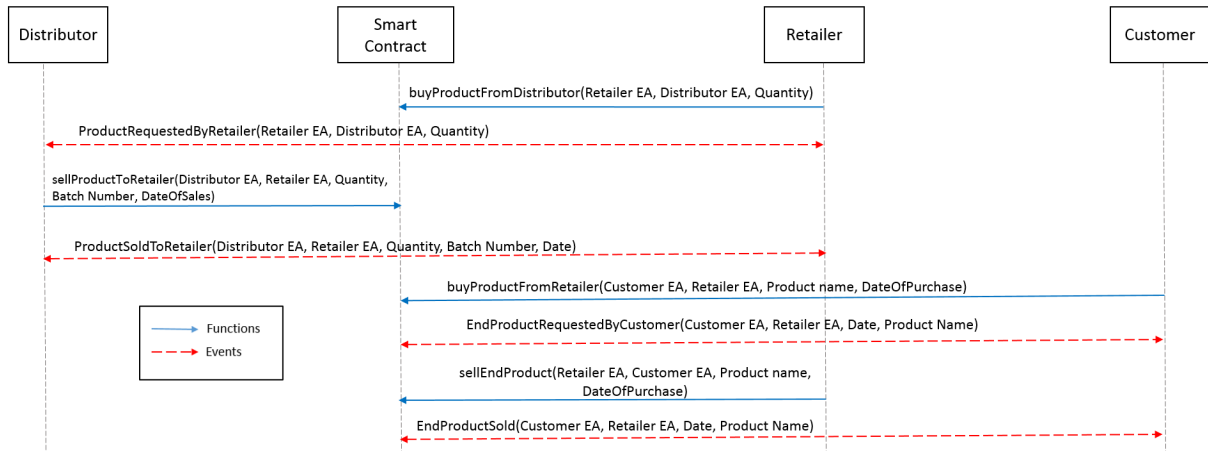 Distributor
Smart
Contract
Retailer
Customer
buyProductFromDistributor(Retailer EA, Distributor EA, Quantity)
ProductRequestedByRetailer(Retailer EA, Distributor EA, Quantity)
sellProductToRetailer(Distributor EA, Retailer EA, Quantity,
Batch Number, DateOfSales)
ProductSoldToRetailer(Distributor EA, Retailer EA, Quantity, Batch Number, Date)
buyProductFromRetailer(Customer EA, Retailer EA, Product name, DateOfPurchase)
Functions
Events
EndProductRequestedByCustomer(Customer EA, Retailer EA, Date, Product Name)
sellEndProduct(Retailer EA, Customer EA, Product name,
DateOfPurchase)
EndProductSold(Customer EA, Retailer EA, Date, Product Name)